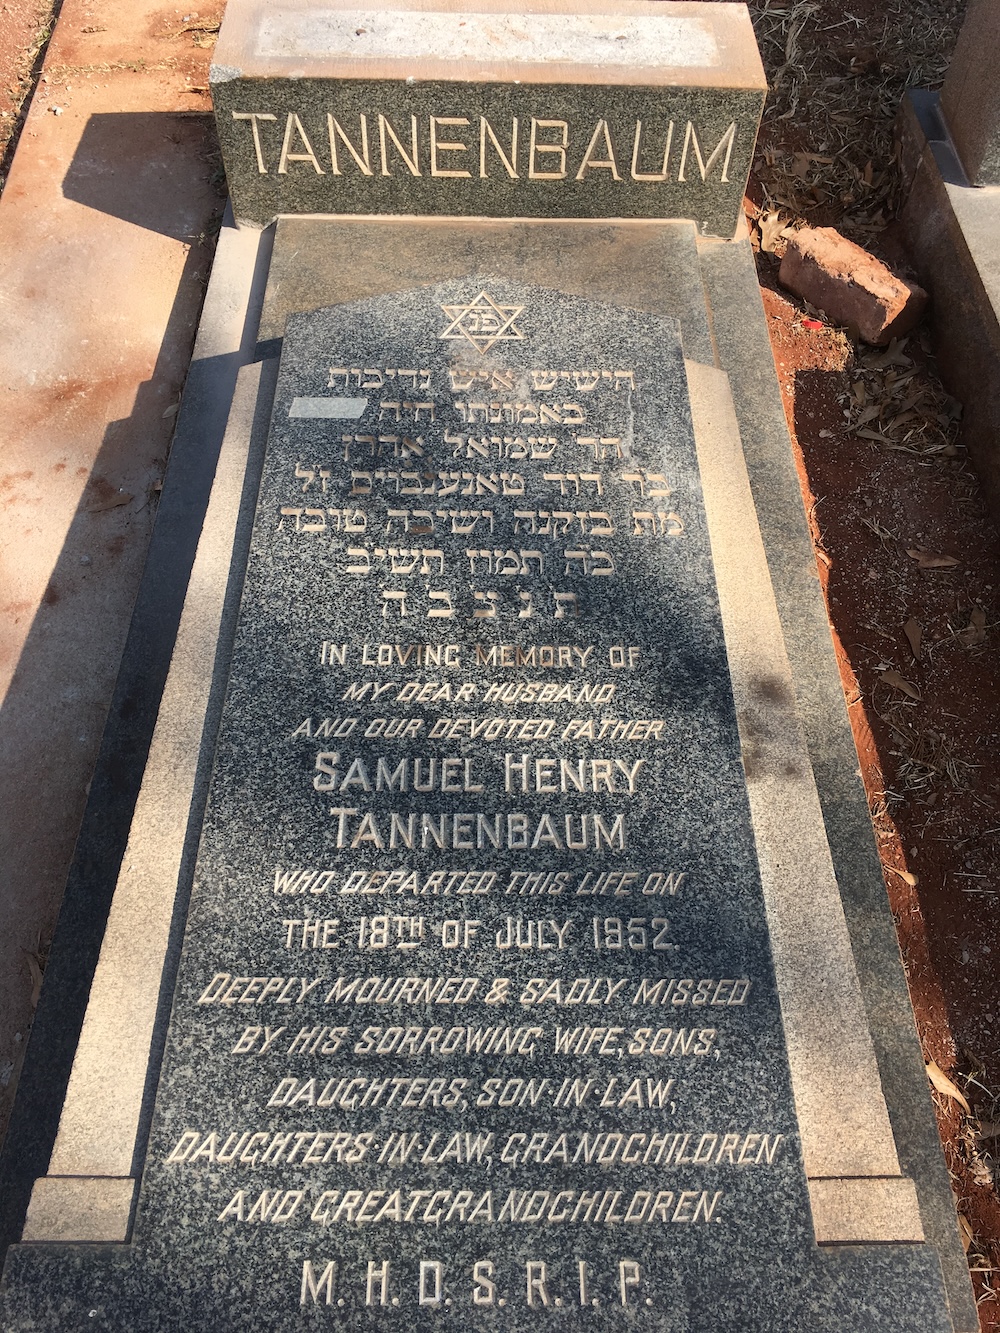 TANNENBAUM
פנ
הישיש איש נדיבות
באמונתו חיה
הר שמואל אהרן
בר דוד טאנענבוים זל
מת בזקנה ושיבה טובה
כה תמוז תשי״ב
ת נ צ ב ה
IN LOVING MEMORY OF
MY DEAR HUSBAND
AND OUR DEVOTED FATHER
SAMUEL HENRY
TANNENBAUM
WHO DEPARTED THIS LIFE ON
THE 18TH OF JULY 1952.
DEEPLY MOURNED & SADLY MISSED
BY HIS SORROWING WIFE, SONS,
DAUGHTERS, SON-IN-LAW,
DAUGHTERS-IN-LAW, GRANDCHILDREN
AND GREATGRANDCHILDREN.
M.H.D.S.R.I.P.